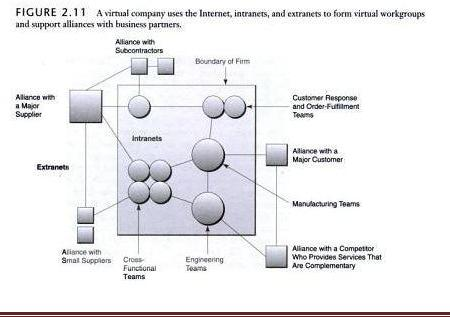 FIGURE 2.11 A virtual company uses the Internet, intranets, and extranets to form virtual workgroups
and support alliances with business partners.
Alliance with
Subcontractors
Boundary of Firm
Alliance with
a Major
Supplier
Customer Response
and Order-Fulfillment
Teams
Intranets
Alliance with a
Major Customer
Extranets
Manufacturing Teams
Alliance with
Small Suppliers
Cross-
Functional
Teams
Engineering
Teams
Alliance with a Competitor
Who Provides Services That
Are Complementary